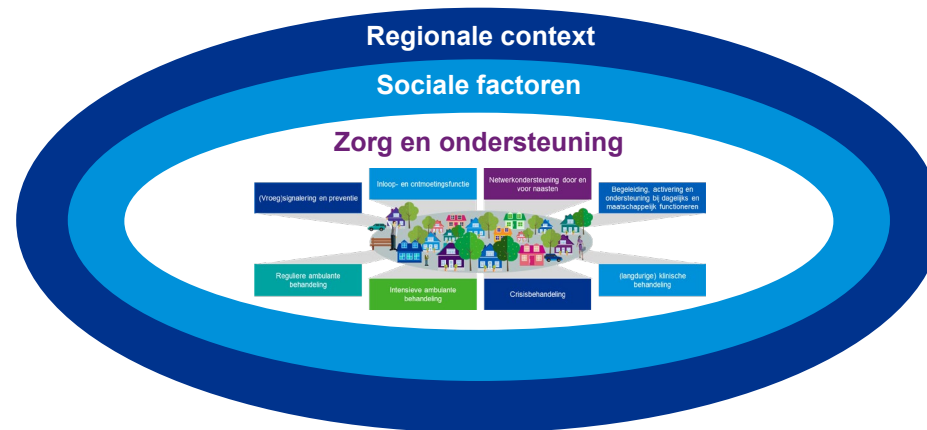 Regionale context
Sociale factoren
Zorg en ondersteuning
(Vroeg)signalering en preventie
Inloop- en ontmoetingsfunctie
Netwerkondersteuning door en
voor naasten
Begeleiding, activering en
ondersteuning bij dagelijks en
maatschappelijk functioneren
Reguliere ambulante
behandeling
Intensieve ambulante
behandeling
Crisisbehandeling
(langdurige) klinische
behandeling